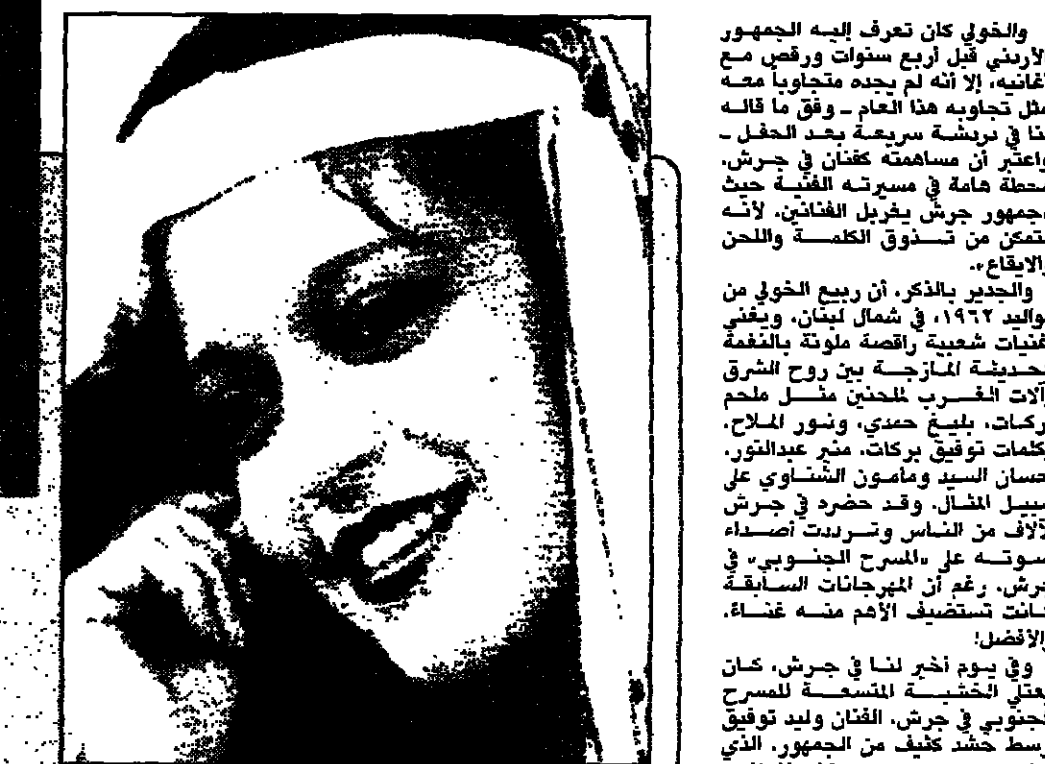 والخولي كان تعرف إليه الجمهور
الأردني قبل أربع سنوات ورقص مع
أغانيه، إلا أنه لم يجده متجاوباً معه
مثل تجاوبه هذا العام ـ وفق ما قاله
لنا في دردشة سريعة بعد الحفل ـ
واعتبر أن مساهمته كفنان في جرش،
محطة هامة في مسيرته الفنية حيث
«جمهور جرش يغربل الفنانين، لأنه
متمكن من تذوق الكلمة واللحن
والايقاع».
والجدير بالذكر، أن ربيع الخولي من
مواليد ١٩٦٢، في شمال لبنان، ويغني
أغنيات شعبية راقصة ملونة بالنغمة
الحديثة المازجة بين روح الشرق
وآلات الغرب لملحنين مثل ملحم
بركات، بليغ حمدي، ونور الملاح،
وكلمات توفيق بركات، منير عبدالنور،
حسان السيد ومأمون الشناوي على
سبيل المثال. وقد حضره في جرش
آلاف من الناس وترددت أصداء
صوته على «المسرح الجنوبي» في
جرش، رغم أن المهرجانات السابقة
كانت تستضيف الأهم منه غناءً،
والأفضل!
وفي يوم أخير لنا في جرش، كان
يعتلي الخشبة المتسعة للمسرح
الجنوبي في جرش، الفنان وليد توفيق
وسط حشد كثيف من الجمهور، الذي